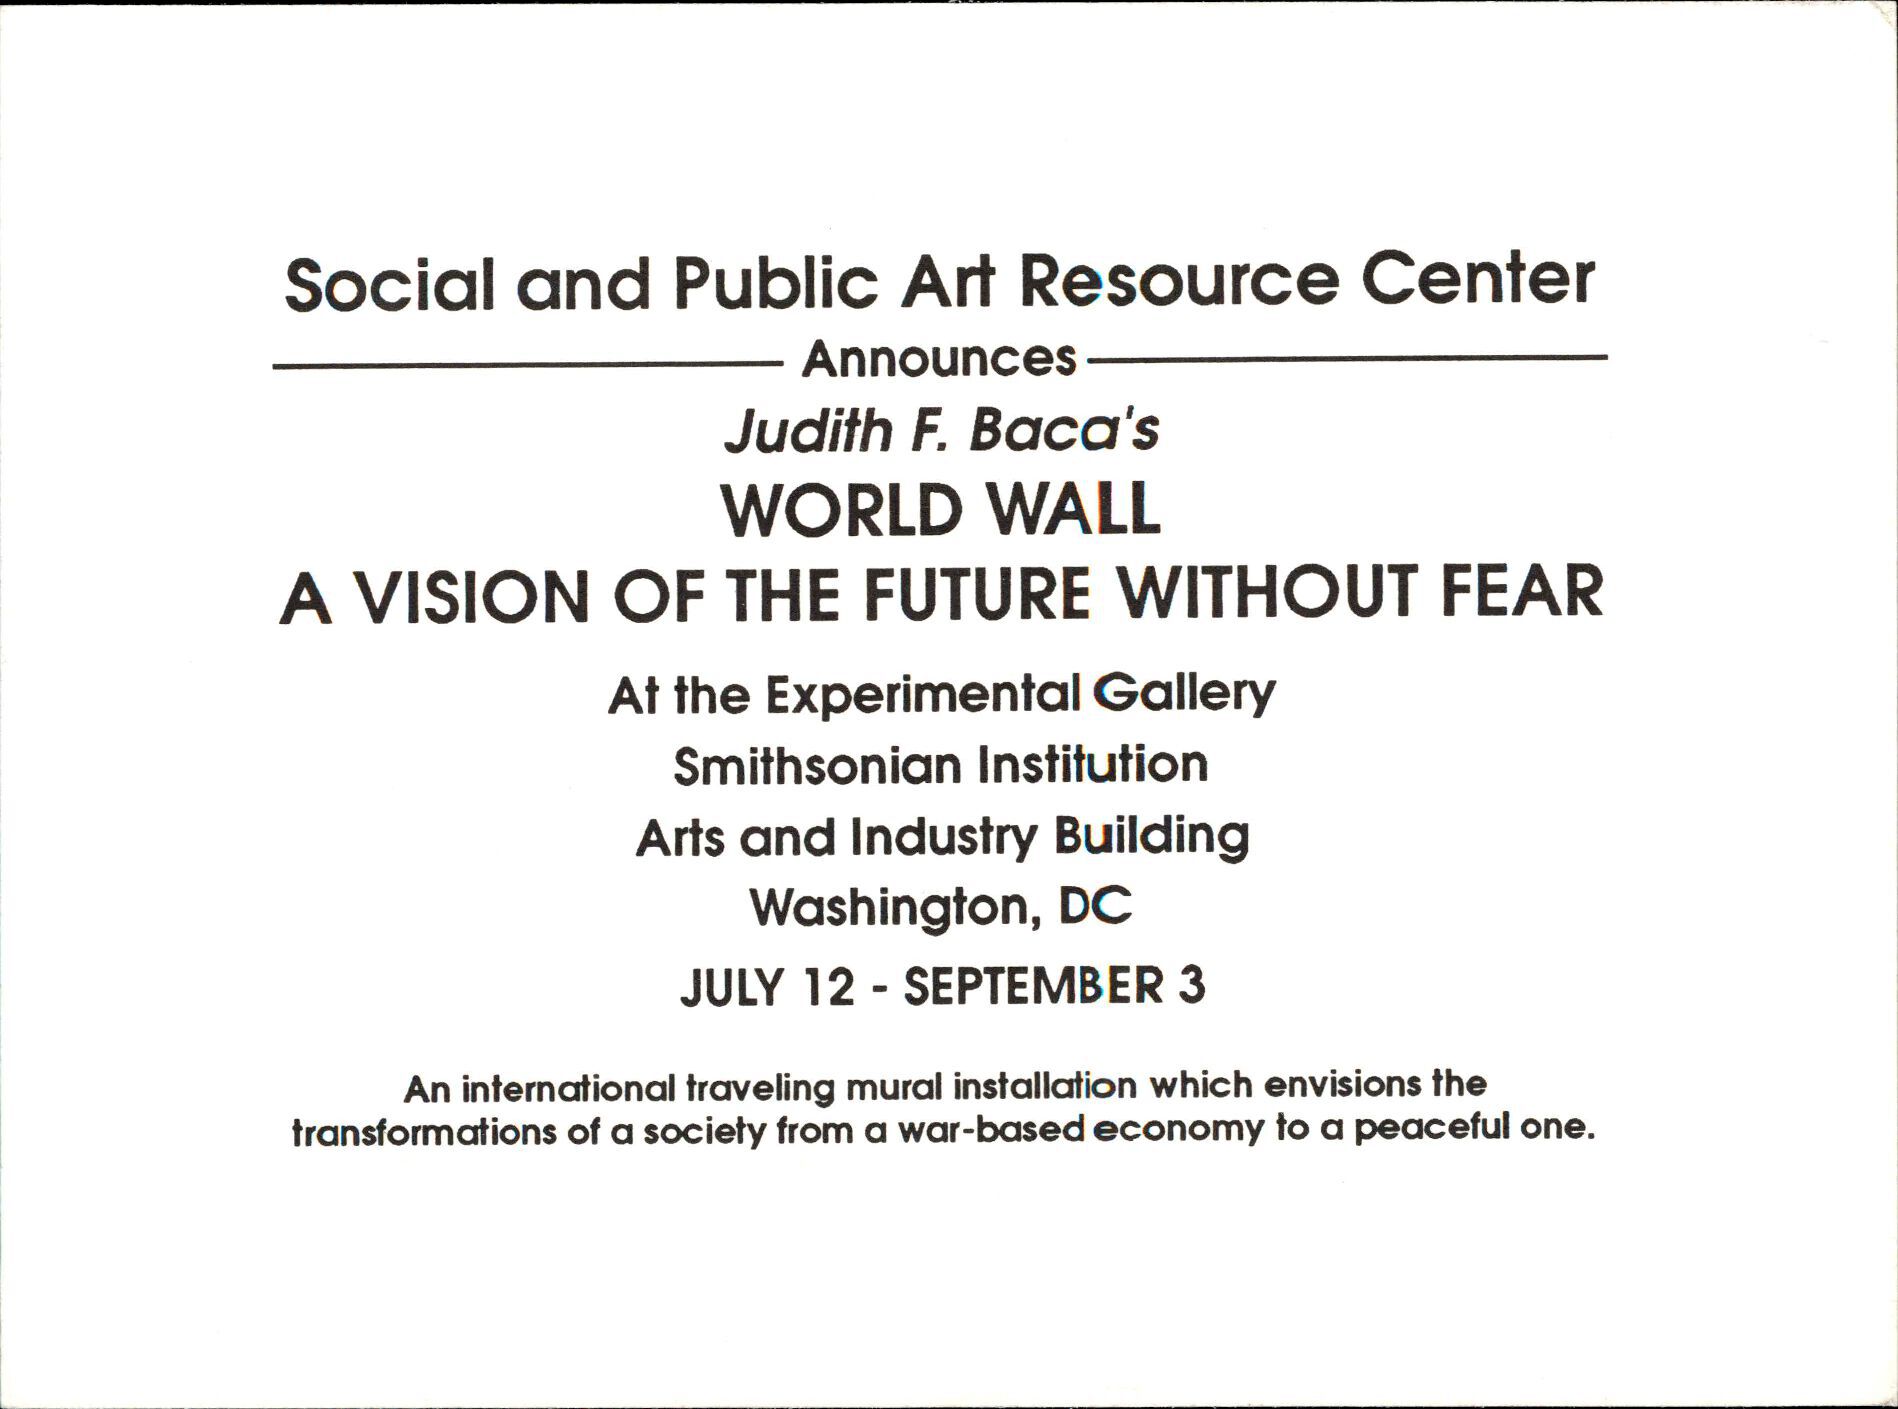 Social and Public Art Resource Center
Announces
Judith F. Baca's
WORLD WALL
A VISION OF THE FUTURE WITHOUT FEAR
At the Experimental Gallery
Smithsonian Institution
Arts and Industry Building
Washington, DC
JULY 12 - SEPTEMBER 3
An international traveling mural installation which envisions the
transformations of a society from a war-based economy to a peaceful one.